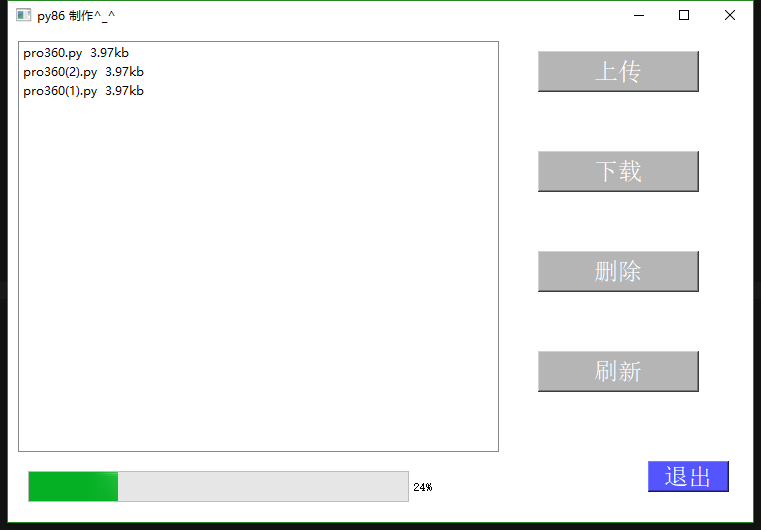 py86 制作^_^
pro360.py 3.97kb
pro360(2).py 3.97kb
pro360(1).py 3.97kb
上传
下载
删除
刷新
24%
退出